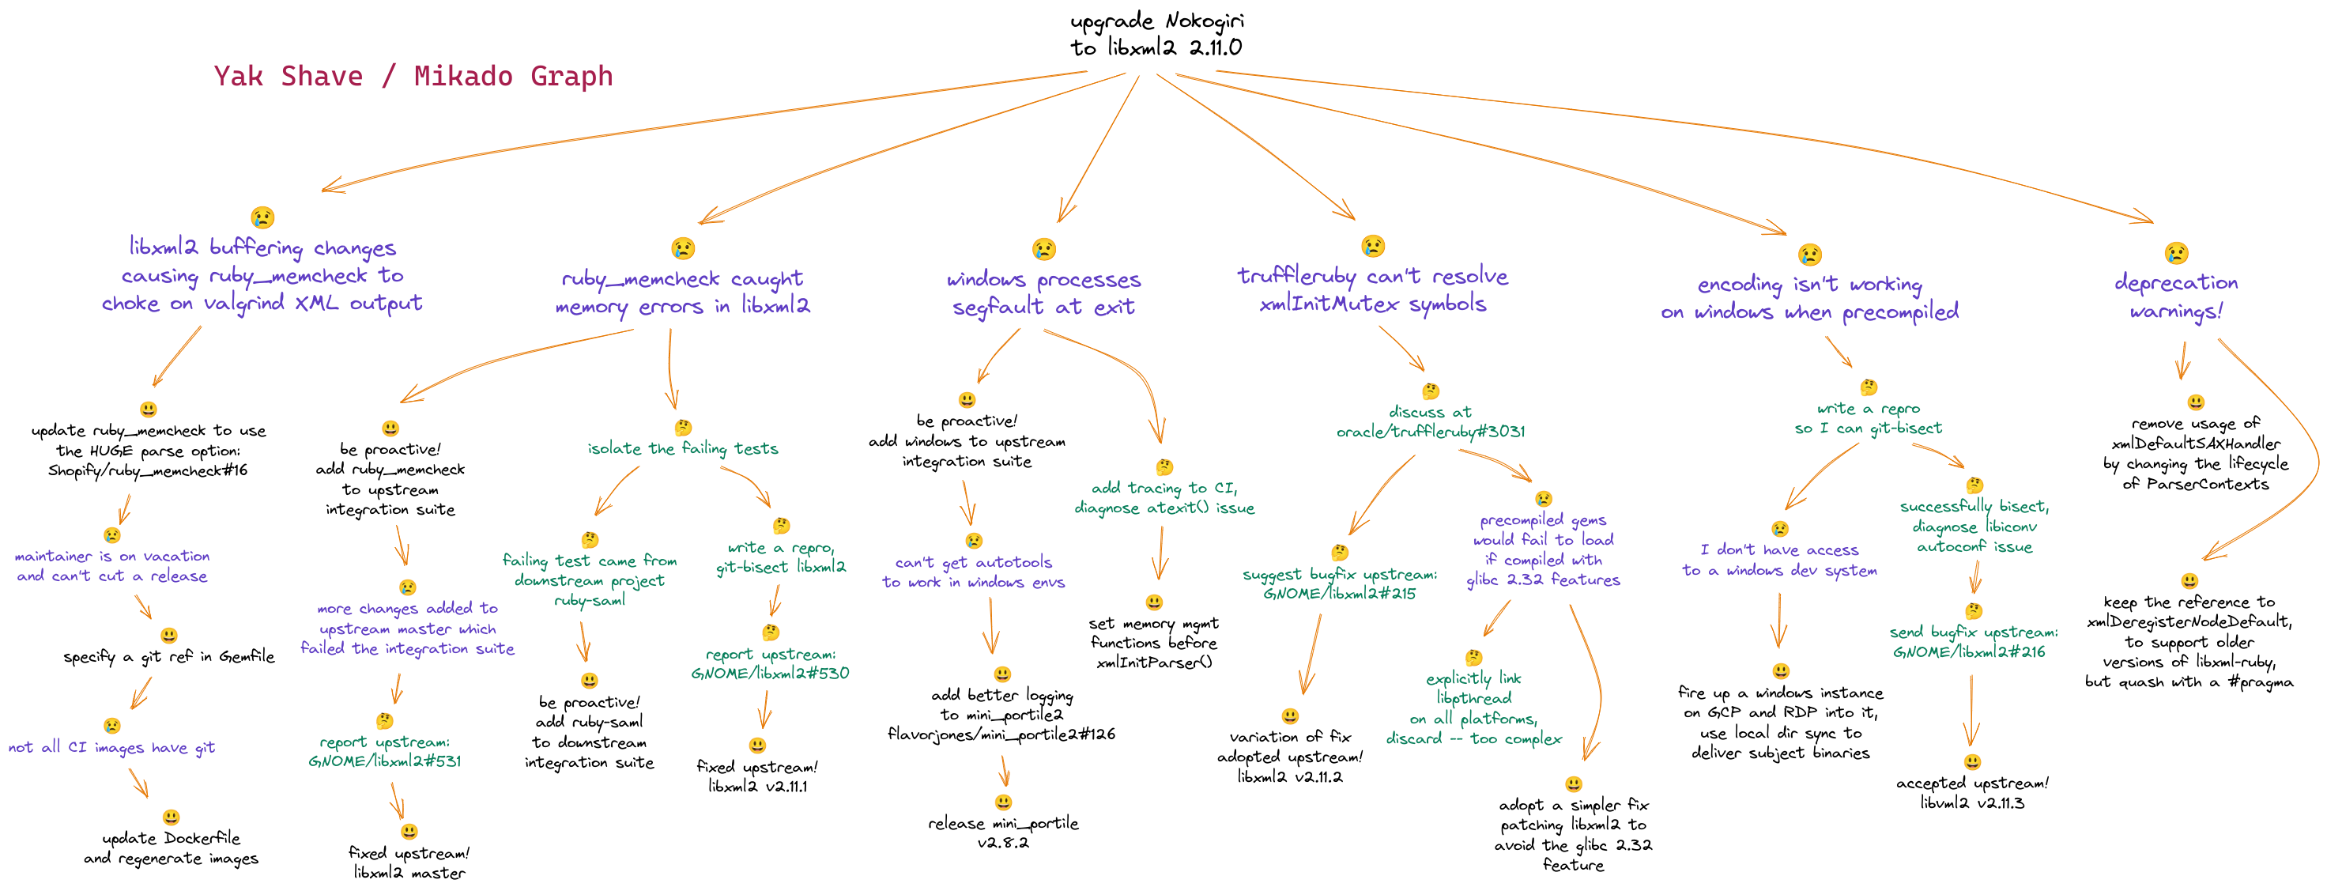 upgrade Nokogiri
to libxml2 2.11.0
Yak Shave / Mikado Graph
😢
libxml2 buffering changes
causing ruby_memcheck to
choke on valgrind XML output
😃
update ruby_memcheck to use
the HUGE parse option:
Shopify/ruby_memcheck#16
😢
maintainer is on vacation
and can't cut a release
😃
specify a git ref in Gemfile
😢
not all CI images have git
😃
update Dockerfile
and regenerate images
😢
ruby_memcheck caught
memory errors in libxml2
😃
be proactive!
add ruby_memcheck
to upstream
integration suite
😢
more changes added to
upstream master which
failed the integration suite
🤔
report upstream:
GNOME/libxml2#531
😃
fixed upstream!
libxml2 master
🤔
isolate the failing tests
🤔
failing test came from
downstream project
ruby-saml
😃
be proactive!
add ruby-saml
to downstream
integration suite
🤔
write a repro,
git-bisect libxml2
🤔
report upstream:
GNOME/libxml2#530
😃
fixed upstream!
libxml2 v2.11.1
😢
windows processes
segfault at exit
😃
be proactive!
add windows to upstream
integration suite
😢
can't get autotools
to work in windows envs
😃
add better logging
to mini_portile2
flavorjones/mini_portile2#126
😃
release mini_portile
v2.8.2
🤔
add tracing to CI,
diagnose atexit() issue
😃
set memory mgmt
functions before
xmlInitParser()
😢
truffleruby can't resolve
xmlInitMutex symbols
🤔
discuss at
oracle/truffleruby#3031
🤔
suggest bugfix upstream:
GNOME/libxml2#215
😃
variation of fix
adopted upstream!
libxml2 v2.11.2
😢
precompiled gems
would fail to load
if compiled with
glibc 2.32 features
🤔
explicitly link
libpthread
on all platforms,
discard -- too complex
😃
adopt a simpler fix
patching libxml2 to
avoid the glibc 2.32
feature
😢
encoding isn't working
on windows when precompiled
🤔
write a repro
so I can git-bisect
😢
I don't have access
to a windows dev system
😃
fire up a windows instance
on GCP and RDP into it,
use local dir sync to
deliver subject binaries
🤔
successfully bisect,
diagnose libiconv
autoconf issue
🤔
send bugfix upstream:
GNOME/libxml2#216
😃
accepted upstream!
libvml2 v2.11.3
😢
deprecation
warnings!
😃
remove usage of
xmlDefaultSAXHandler
by changing the lifecycle
of ParserContexts
😃
keep the reference to
xmlDeregisterNodeDefault,
to support older
versions of libxml-ruby,
but quash with a #pragma